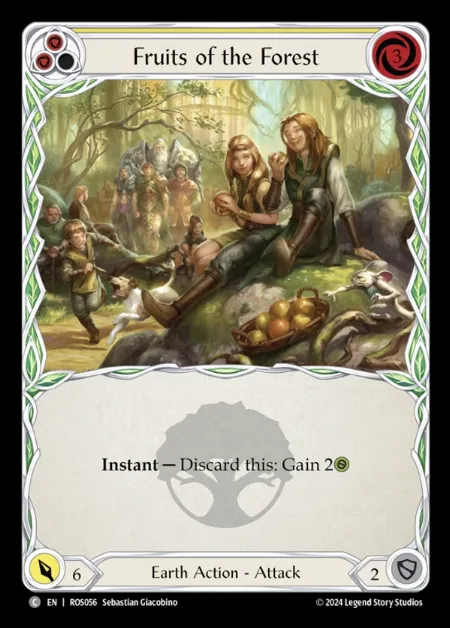 Fruits of the Forest
3
Instant — Discard this: Gain 2
6
Earth Action - Attack
2
C EN | ROS056 Sebastian Giacobino
© 2024 Legend Story Studios